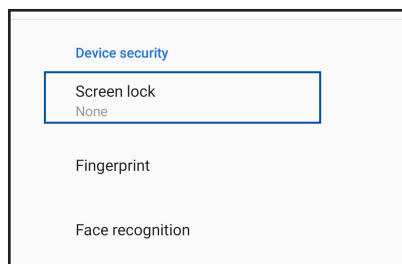 Device security
Screen lock
None
Fingerprint
Face recognition